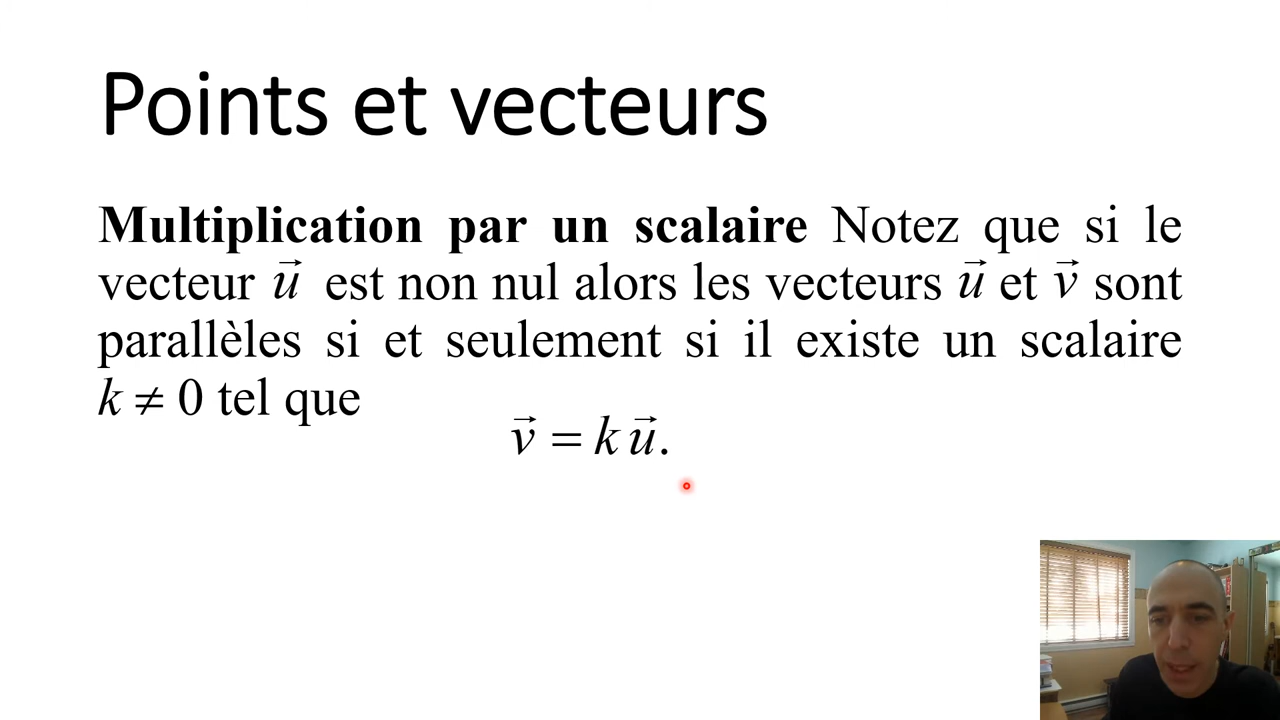 Points et vecteurs
Multiplication par un scalaire Notez que si le
vecteur u⃗ est non nul alors les vecteurs u⃗ et v⃗ sont
parallèles si et seulement si il existe un scalaire
k ≠ 0 tel que
v⃗ = k u⃗.